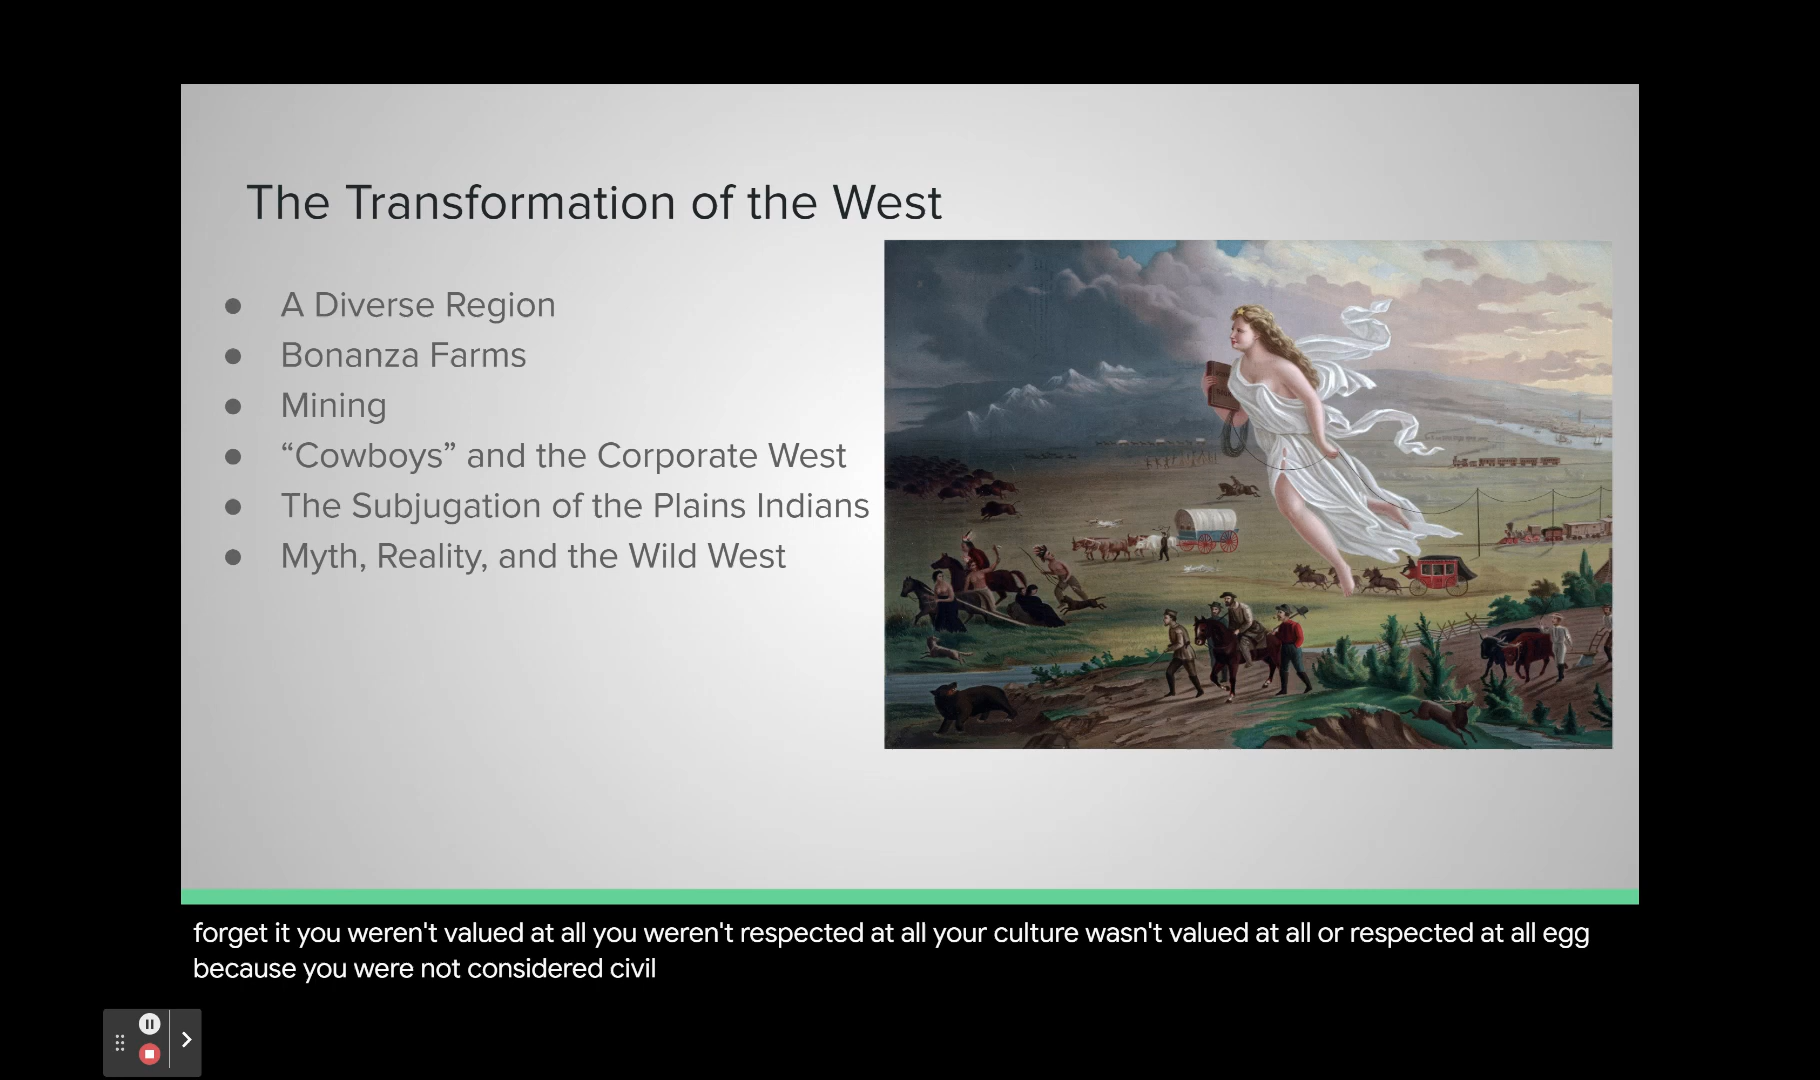 The Transformation of the West
● A Diverse Region
● Bonanza Farms
● Mining
● “Cowboys” and the Corporate West
● The Subjugation of the Plains Indians
● Myth, Reality, and the Wild West
forget it you weren't valued at all you weren't respected at all your culture wasn't valued at all or respected at all egg
because you were not considered civil